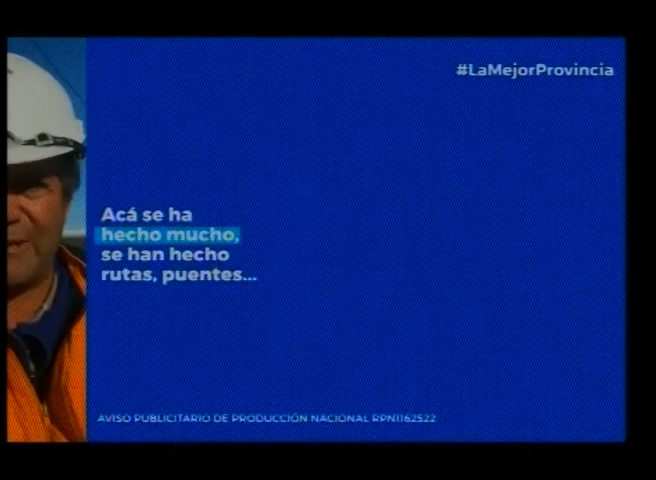 #LaMejorProvincia
Acá se ha
hecho mucho,
se han hecho
rutas, puentes...
AVISO PUBLICITARIO DE PRODUCCIÓN NACIONAL RPN1162522